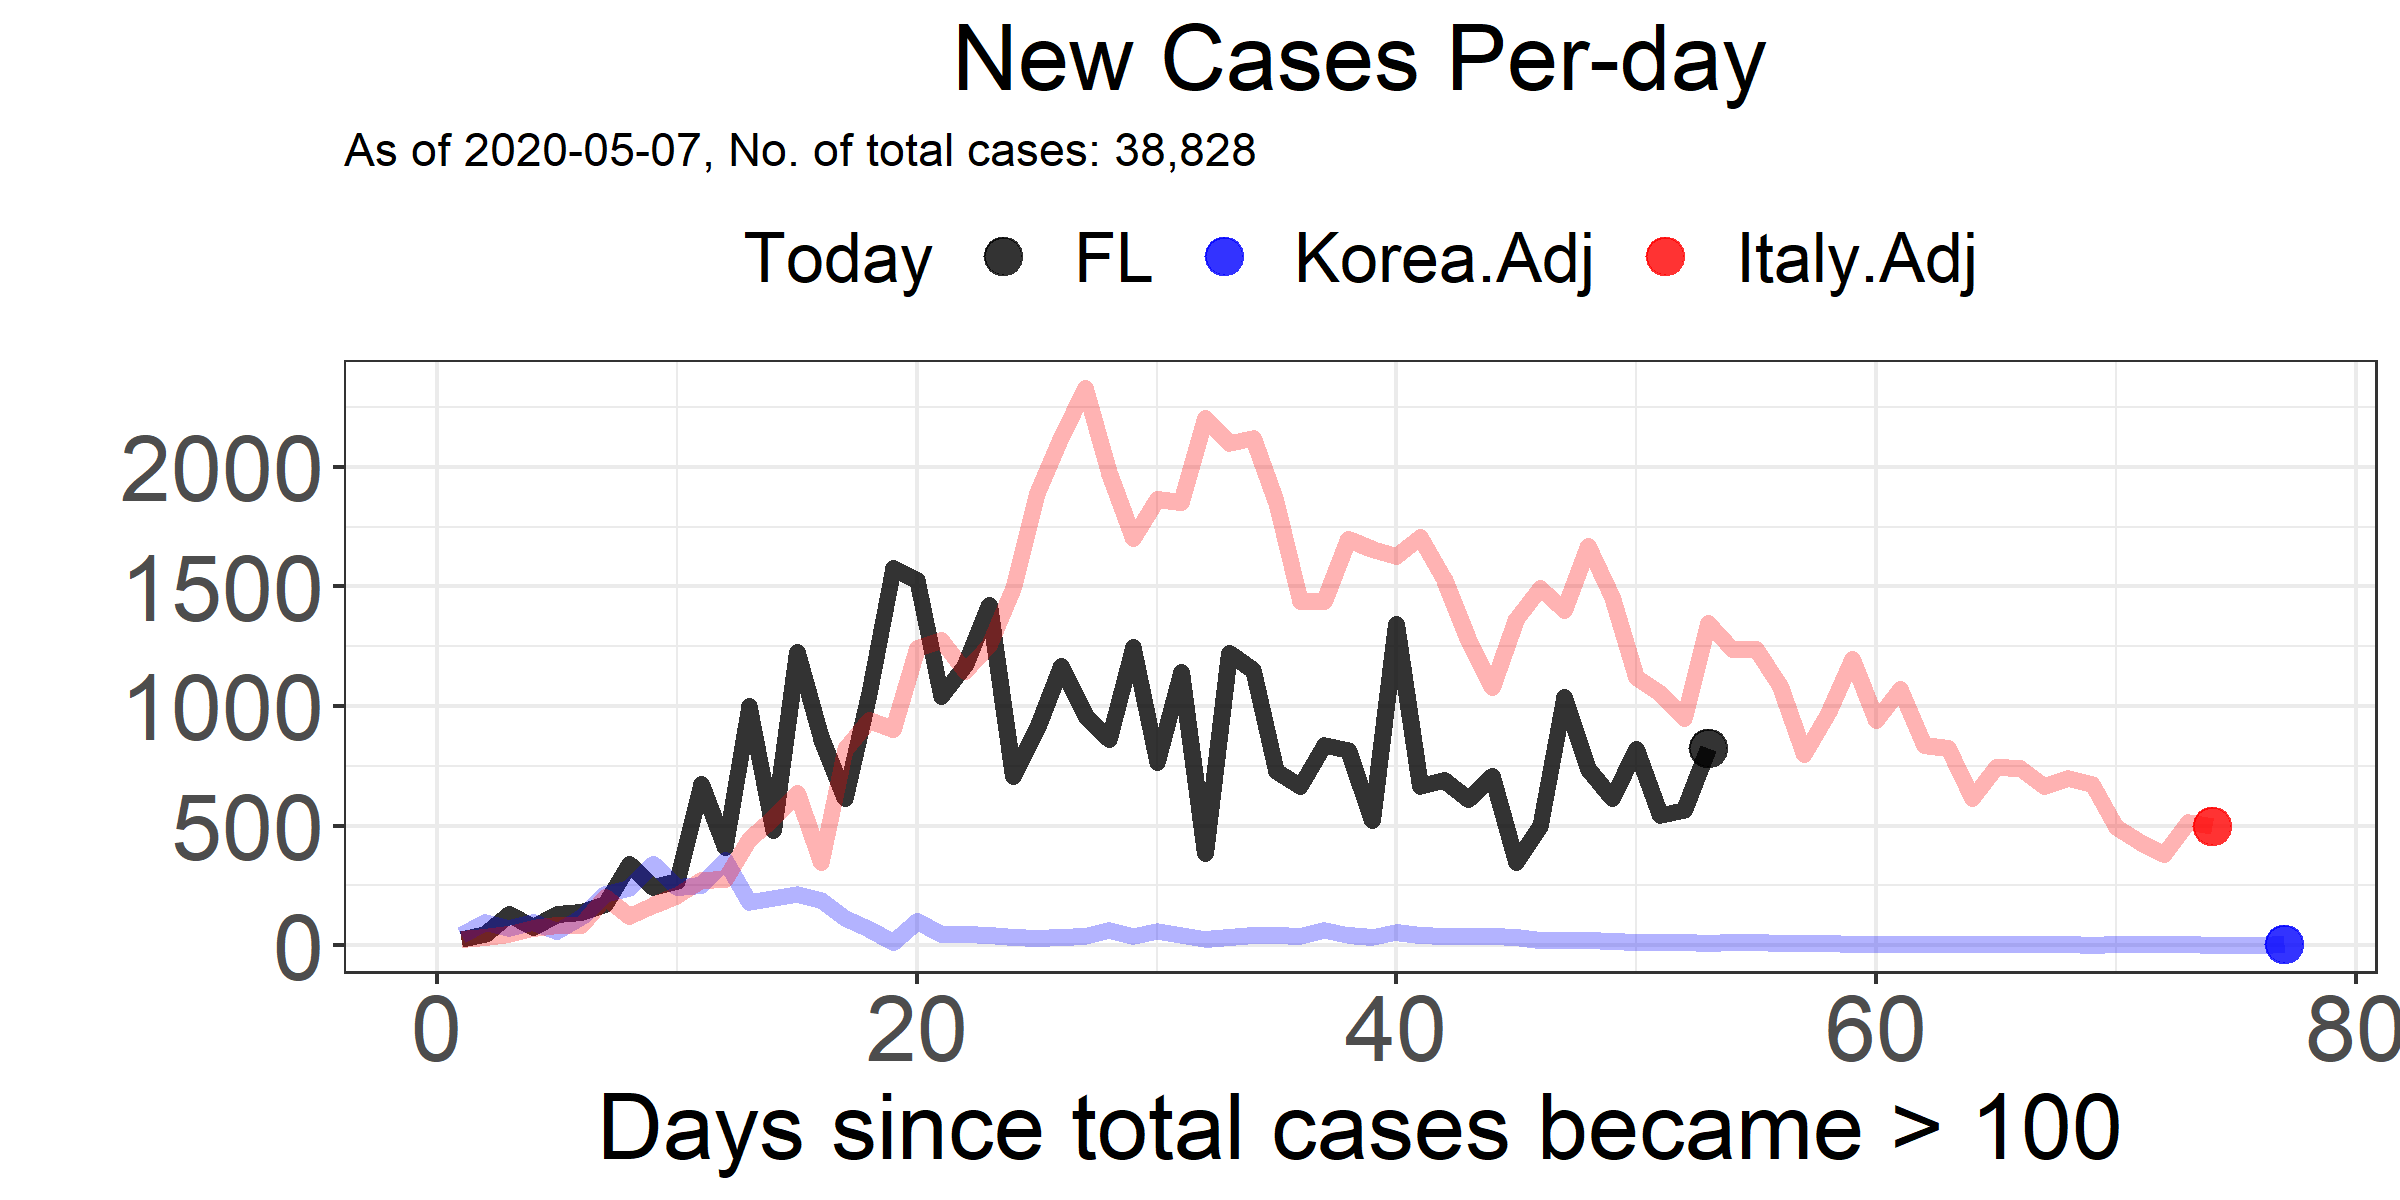 New Cases Per-day
As of 2020-05-07, No. of total cases: 38,828
Today FL Korea.Adj Italy.Adj
2000
1500
1000
500
0
0 20 40 60 80
Days since total cases became > 100